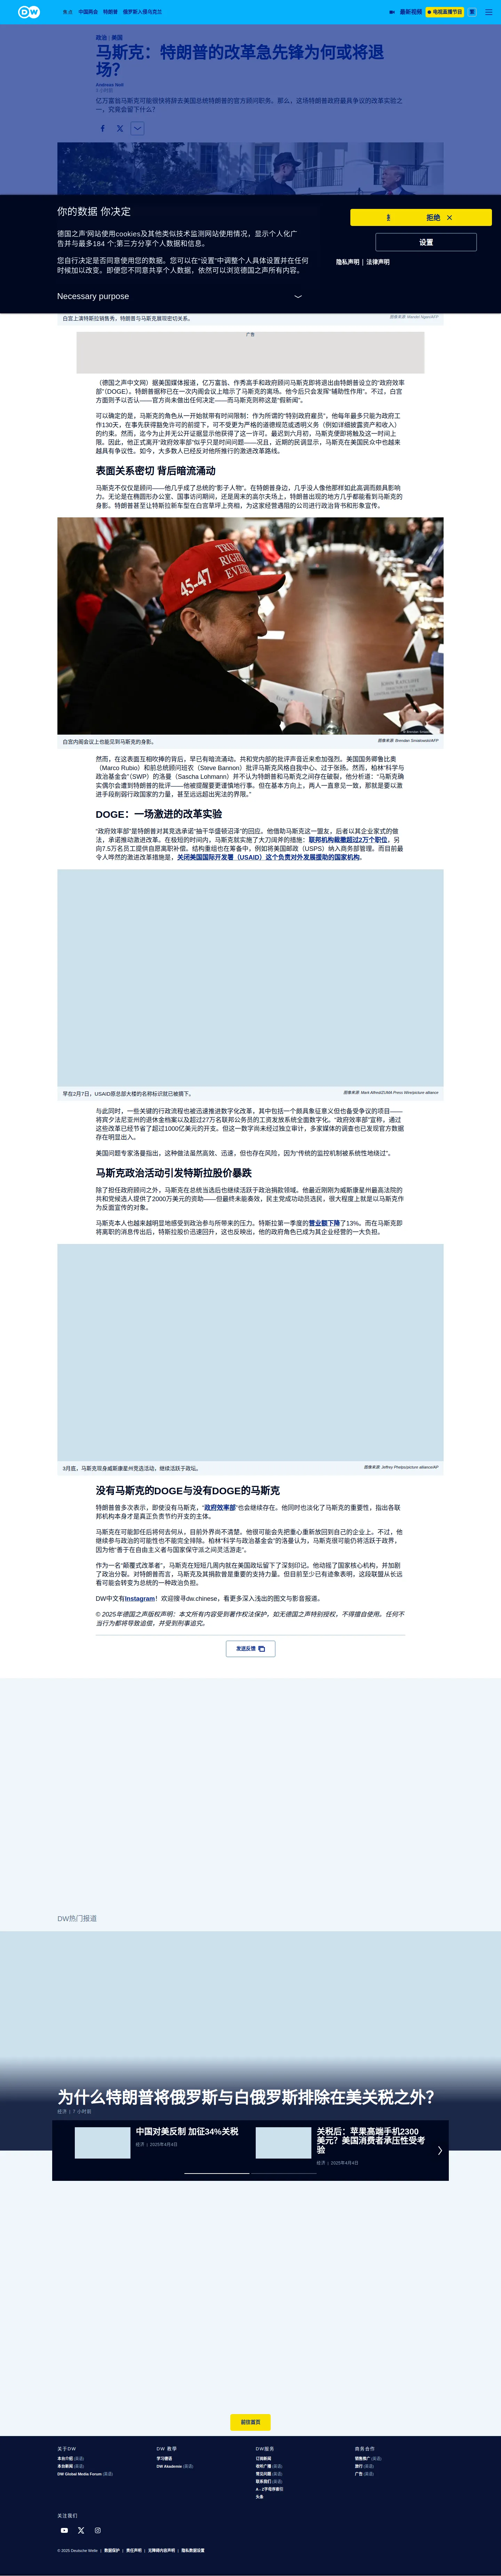 DW
焦点
中国商业
特朗普
俄罗斯入侵乌克兰
最新视频
电视直播节目
繁
政治 | 美国
马斯克：特朗普的改革急先锋为何或将退
场？
Andreas Noll
3 小时前
亿万富翁马斯克可能很快将辞去美国总统特朗普的官方顾问职务。那么，这场特朗普政府最具争议的改革实验之
一，究竟会留下什么？
你的数据 你决定
德国之声'网站使用cookies及其他类似技术监测网站使用情况，显示个人化广
告并与最多184 个;第三方分享个人数据和信息。
您自行决定是否同意使用您的数据。您可以在"设置"中调整个人具体设置并在任何
时候加以改变。即便您不同意共享个人数据，依然可以浏览德国之声所有内容。
Necessary purpose
拒绝
设置
隐私声明 | 法律声明
白宫上演特斯拉销售秀，特朗普与马斯克展现密切关系。
广告
（德国之声中文网）据美国媒体报道，亿万富翁、作秀高手和政府顾问马斯克即将退出由特朗普设立的“政府效率
部”（DOGE），特朗普据称已在一次内阁会议上暗示了马斯克的离场。他今后只会发挥“辅助性作用”。不过，白宫
方面则予以否认——官方尚未做出任何决定——而马斯克则称这是“假新闻”。
可以确定的是，马斯克的角色从一开始就带有时间限制：作为所谓的“特别政府雇员”，他每年最多只能为政府工
作130天，在事先获得豁免许可的前提下，可不受更为严格的道德规范或透明义务（例如详细披露资产和收入）
的约束。然而，迄今为止并无公开证据显示他获得了这一许可。最迟到六月初，马斯克便即将触及这一时间上
限。因此，他正式离开“政府效率部”似乎只是时间问题——况且，近期的民调显示，马斯克在美国民众中也越来
越具有争议性。如今，大多数人已经反对他所推行的激进改革路线。
表面关系密切 背后暗流涌动
马斯克不仅仅是顾问——他几乎成了总统的“影子人物”。在特朗普身边，几乎没人像他那样如此高调而颇具影响
力。无论是在椭圆形办公室、国事访问期间，还是周末的高尔夫场上，特朗普出现的地方几乎都能看到马斯克的
身影。特朗普甚至让特斯拉新车型在白宫草坪上亮相，为这家经营遇阻的公司进行政治背书和形象宣传。
TRUMP
RIGHT
45-47
JOHN RATCLIFFE
白宫内阁会议上也能见到马斯克的身影。
图像来源: Brendan Smialowski/AFP
然而，在这表面互相吹捧的背后，早已有暗流涌动。共和党内部的批评声音近来愈加强烈。美国国务卿鲁比奥
（Marco Rubio）和前总统顾问班农（Steve Bannon）批评马斯克风格自我中心、过于张扬。然而，柏林“科学与
政治基金会”（SWP）的洛曼（Sascha Lohmann）并不认为特朗普和马斯克之间存在破裂，他分析道：“马斯克确
实偶尔会遭到特朗普的批评——他被提醒要更谨慎地行事。但在基本方向上，两人一直意见一致，那就是要以激
进手段削弱行政国家的力量，甚至远远超出宪法的界限。”
DOGE：一场激进的改革实验
“政府效率部”是特朗普对其竞选承诺“抽干华盛顿沼泽”的回应。他借助马斯克这一盟友，后者以其企业家式的做
法，承诺推动激进改革。在极短的时间内，马斯克就实施了大刀阔斧的措施：联邦机构裁撤超过2万个职位，另
向7.5万名员工提供自愿离职补偿。结构重组也在筹备中，例如将美国邮政（USPS）纳入商务部管理。而目前最
令人哗然的激进改革措施是，关闭美国国际开发署（USAID）这个负责对外发展援助的国家机构。
早在2月7日，USAID原总部大楼的名称标识就已被摘下。
图像来源: Mark Alfred/ZUMA Press Wire/picture alliance
与此同时，一些关键的行政流程也被迅速推进数字化改革，其中包括一个颇具象征意义但也备受争议的项目——
将宾夕法尼亚州的退休金档案以及超过27万名联邦公务员的工资发放系统全面数字化。“政府效率部”宣称，通过
这些改革已经节省了超过1000亿美元的开支。但这一数字尚未经过独立审计，多家媒体的调查也已发现官方数据
存在明显出入。
美国问题专家洛曼指出，这种做法虽然高效、迅速，但也存在风险，因为“传统的监控机制被系统性地绕过”。
马斯克政治活动引发特斯拉股价暴跌
除了担任政府顾问之外，马斯克在总统当选后也继续活跃于政治捐款领域。他最近刚刚为威斯康星州最高法院的
共和党候选人提供了2000万美元的资助——但最终未能奏效，民主党成功动员选民，很大程度上就是以马斯克作
为反面宣传的对象。
马斯克本人也越来越明显地感受到政治参与所带来的压力。特斯拉第一季度的营业额下降了13%。而在马斯克即
将离职的消息传出后，特斯拉股价迅速回升，这也反映出，他的政府角色已成为其企业经营的一大负担。
3月底，马斯克现身威斯康星州竞选活动，继续活跃于政坛。
图像来源: Jeffrey Phelps/picture alliance/AP
没有马斯克的DOGE与没有DOGE的马斯克
特朗普曾多次表示，即使没有马斯克，“政府效率部”也会继续存在。他同时也淡化了马斯克的重要性，指出各联
邦机构本身才是真正负责节约开支的主体。
马斯克在可能卸任后将何去何从，目前外界尚不清楚。他很可能会先把重心重新放回到自己的企业上。不过，他
继续参与政治的可能性也不能完全排除。柏林“科学与政治基金会”的洛曼认为，马斯克很可能仍将活跃于政界，
因为他“善于在自由主义者与国家保守派之间灵活游走”。
作为一名“颠覆式改革者”，马斯克在短短几周内就在美国政坛留下了深刻印记。他动摇了国家核心机构，并加剧
了政治分裂。对特朗普而言，马斯克及其捐款曾是重要的支持力量。但目前至少已有迹象表明，这段联盟从长远
看可能会转变为总统的一种政治负担。
DW中文有Instagram！欢迎搜寻dw.chinese，看更多深入浅出的图文与影音报道。
© 2025年德国之声版权声明：本文所有内容受到著作权法保护，如无德国之声特别授权，不得擅自使用。任何不
当行为都将导致追偿，并受到刑事追究。
发送反馈
DW热门报道
为什么特朗普将俄罗斯与白俄罗斯排除在美关税之外？
经济 | 7 小时前
中国对美反制 加征34%关税
经济 | 2025年4月4日
关税后：苹果高端手机2300
美元？美国消费者承压性受考
验
经济 | 2025年4月4日
前往首页
关于DW
本台介绍 (英语)
本台新闻 (英语)
DW Global Media Forum (英语)
DW 教学
学习德语
DW Akademie (英语)
DW服务
订阅新闻
收听广播 (英语)
常见问题 (英语)
联系我们 (英语)
A - Z字母序索引
头条
商务合作
销售推广 (英语)
旅行 (英语)
广告 (英语)
关注我们
© 2025 Deutsche Welle | 数据保护 | 责任声明 | 无障碍内容声明 | 隐私数据设置